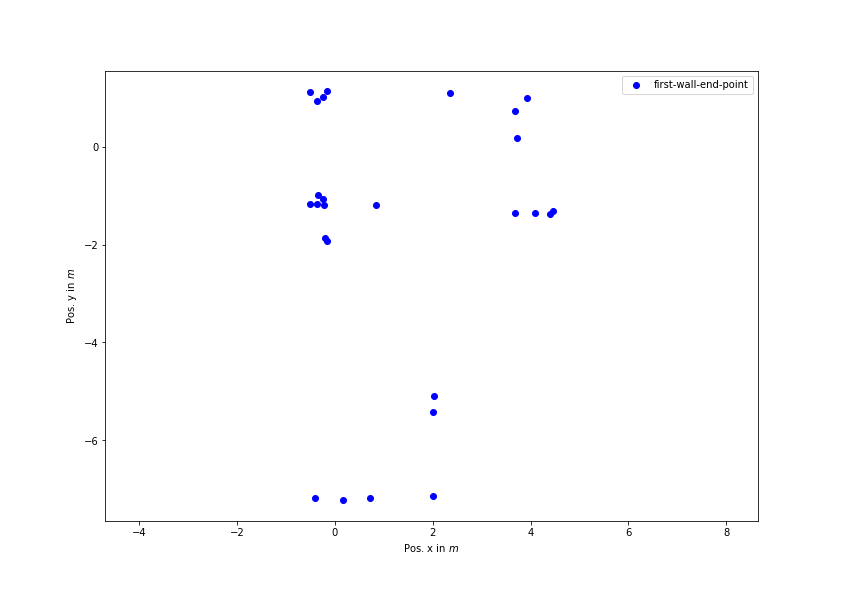 first-wall-end-point
0
−2
−4
−6
Pos. y in m
−4 −2 0 2 4 6 8
Pos. x in m